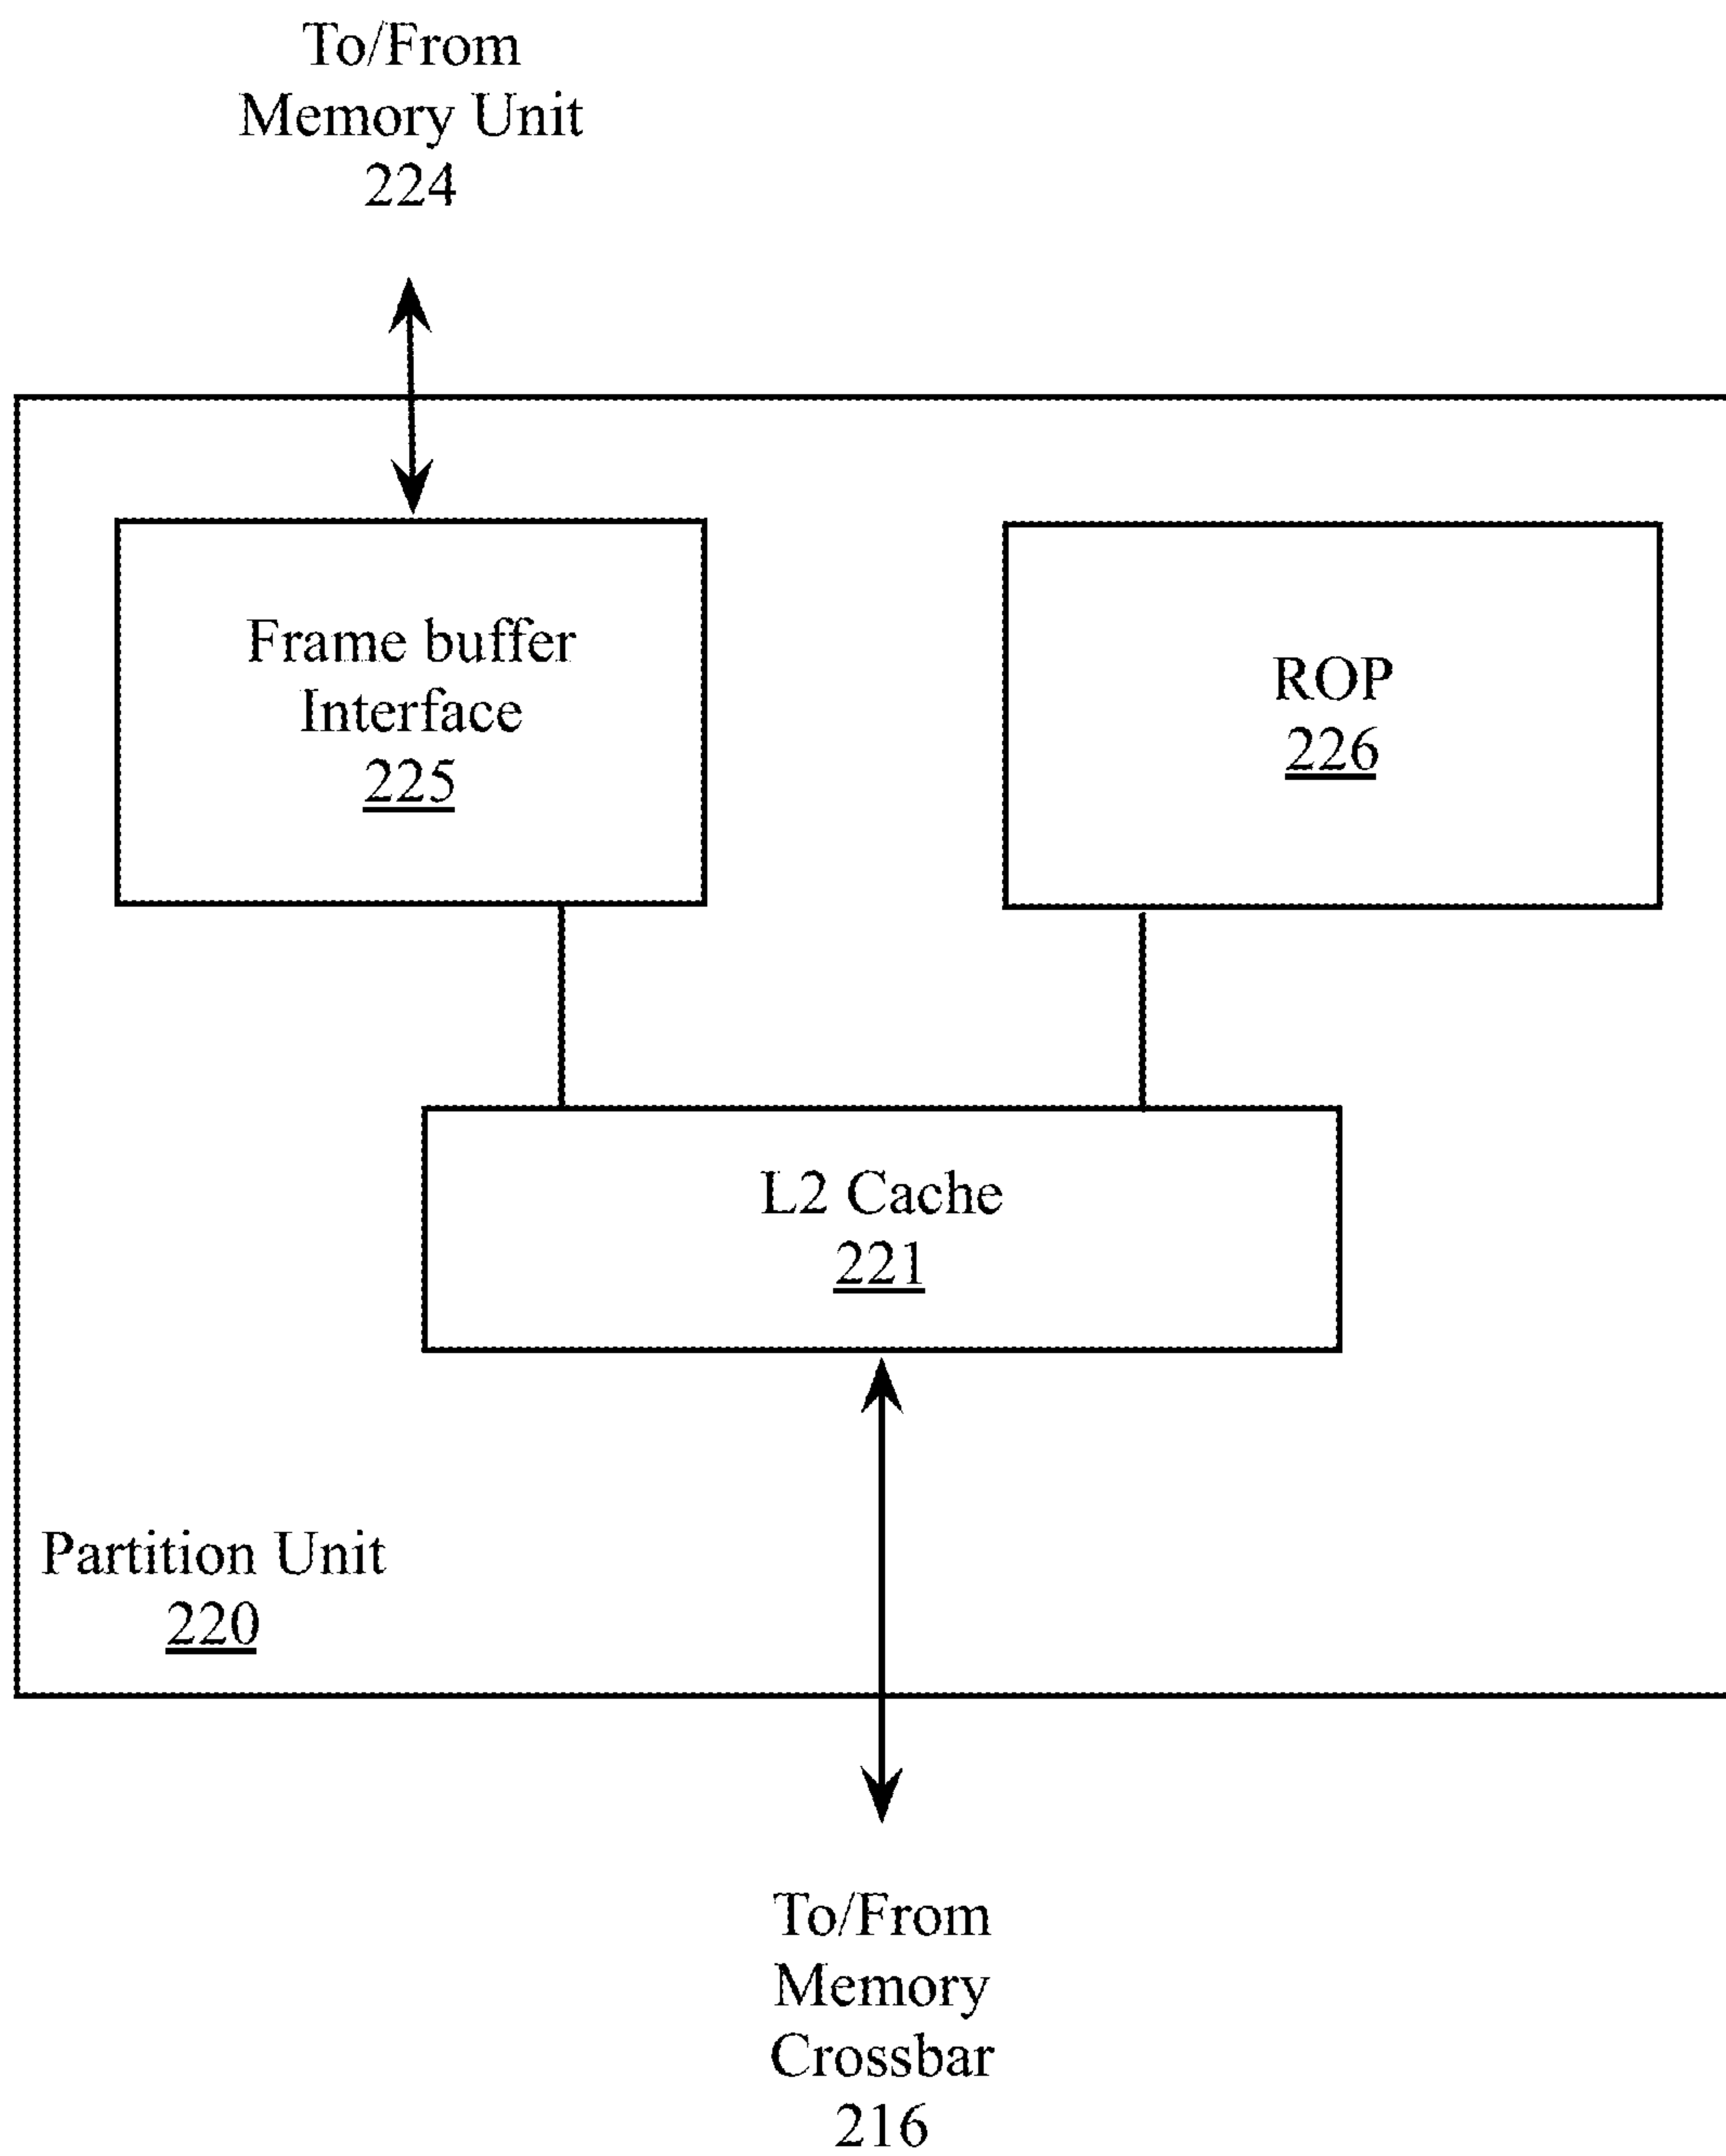 To/From
Memory Unit
224
Frame buffer
Interface
225
ROP
226
L2 Cache
221
Partition Unit
220
To/From
Memory
Crossbar
216